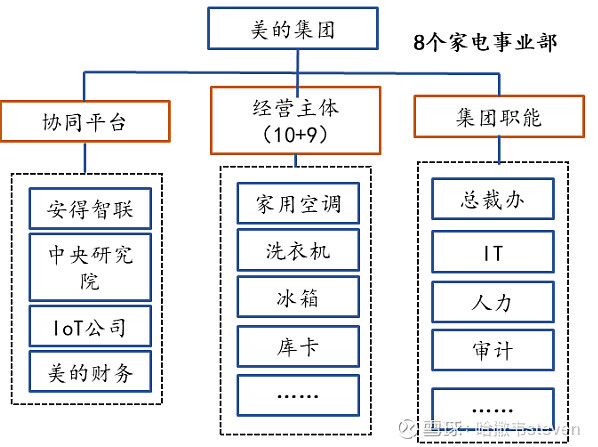 美的集团
8个家电事业部
协同平台
经营主体
（10+9）
集团职能
安得智联
中央研究
院
IoT公司
美的财务
家用空调
洗衣机
冰箱
库卡
……
总裁办
IT
人力
审计
……
雪球：哈撒韦steven